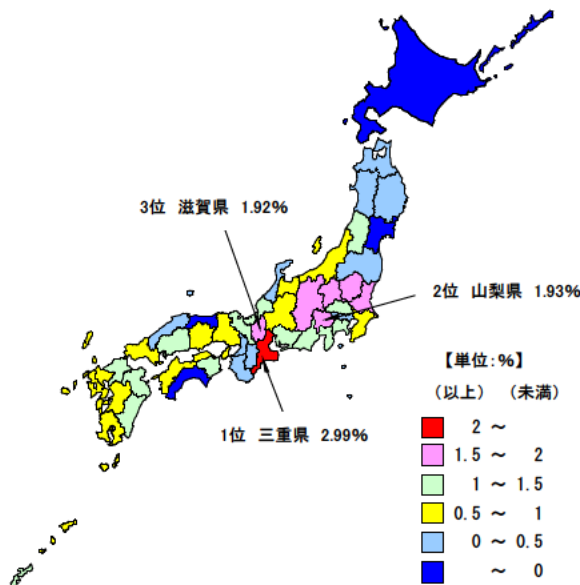 3位 滋賀県 1.92%
2位 山梨県 1.93%
1位 三重県 2.99%
【単位:%】
(以上) (未満)
2 ~
1.5 ~ 2
1 ~ 1.5
0.5 ~ 1
0 ~ 0.5
~ 0